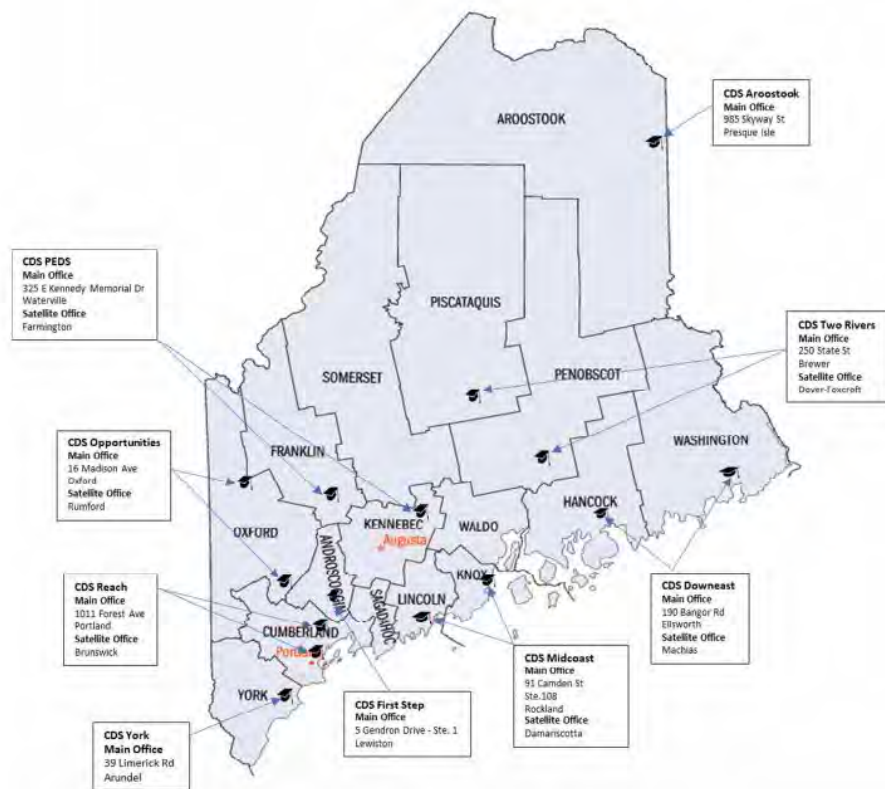 CDS Aroostook
Main Office
985 Skyway St
Presque Isle
AROOSTOOK
CDS PEDS
Main Office
325 E Kennedy Memorial Dr
Waterville
Satellite Office
Farmington
PISCATAQUIS
CDS Two Rivers
Main Office
250 State St
Brewer
Satellite Office
Dover-Foxcroft
SOMERSET
PENOBSCOT
CDS Opportunities
Main Office
16 Madison Ave
Oxford
Satellite Office
Rumford
FRANKLIN
WASHINGTON
HANCOCK
OXFORD
KENNEBEC
Augusta
WALDO
ANDROSCOGGIN
KNOX
LINCOLN
SAGADIHOC
CDS Reach
Main Office
1011 Forest Ave
Portland
Satellite Office
Brunswick
CUMBERLAND
CDS Downeast
Main Office
190 Bangor Rd
Ellsworth
Satellite Office
Machias
CDS Midcoast
Main Office
91 Camden St
Ste.108
Rockland
Satellite Office
Damariscotta
YORK
CDS First Step
Main Office
5 Gendron Drive - Ste. 1
Lewiston
CDS York
Main Office
39 Limerick Rd
Arundel